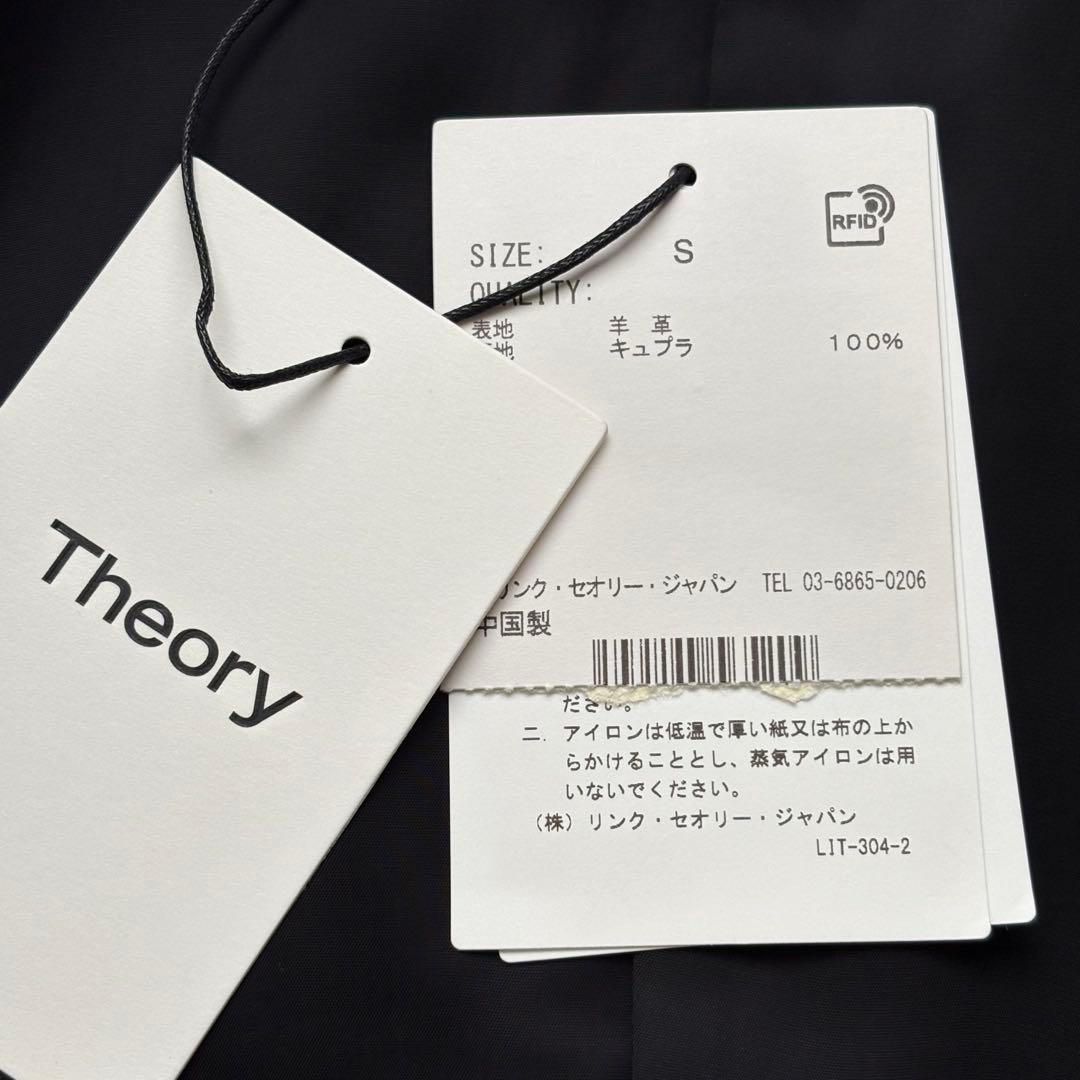 Theory
RFID
SIZE: S
QUALITY:
表地 羊革
地 キュプラ 100%
リンク・セオリー・ジャパン TEL 03-6865-0206
中国製
ださい。
二. アイロンは低温で厚い紙又は布の上か
らかけることとし、蒸気アイロンは用
いないでください。
(株) リンク・セオリー・ジャパン
LIT-304-2